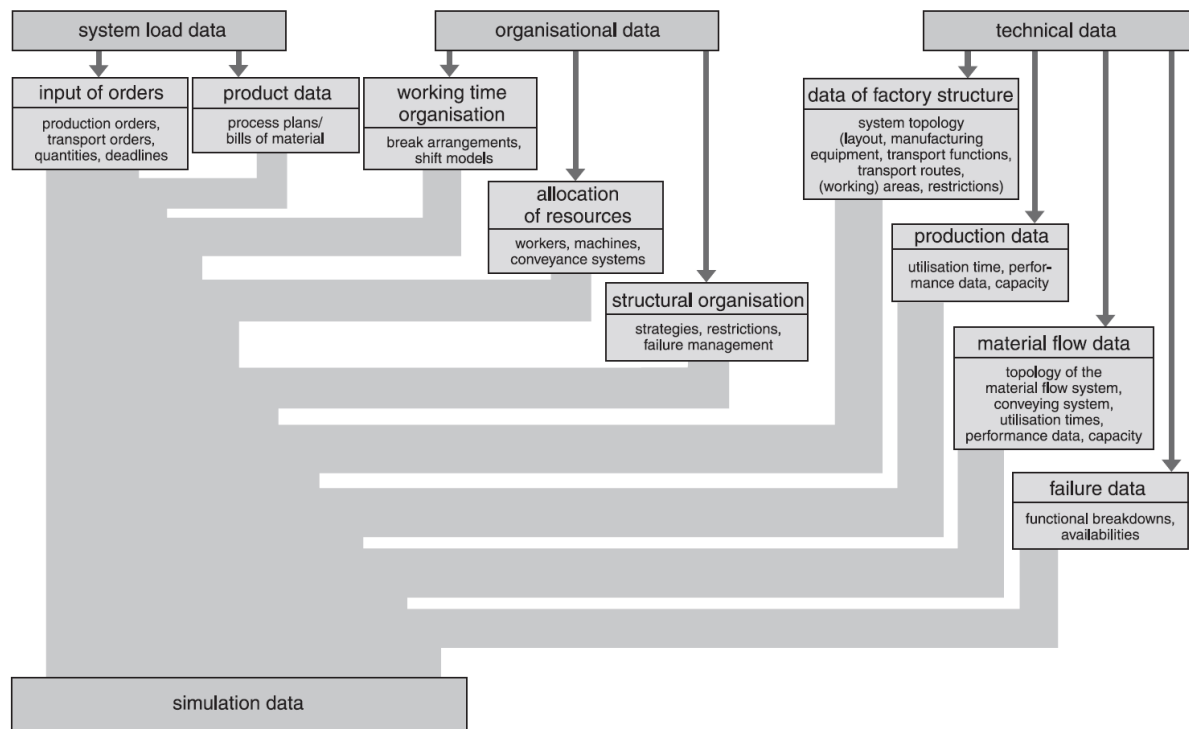 system load data
organisational data
technical data
input of orders
production orders,
transport orders,
quantities, deadlines
product data
process plans/
bills of material
working time
organisation
break arrangements,
shift models
allocation
of resources
workers, machines,
conveyance systems
structural organisation
strategies, restrictions,
failure management
data of factory structure
system topology
(layout, manufacturing
equipment, transport functions,
transport routes,
(working) areas, restrictions)
production data
utilisation time, perfor-
mance data, capacity
material flow data
topology of the
material flow system,
conveying system,
utilisation times,
performance data, capacity
failure data
functional breakdowns,
availabilities
simulation data